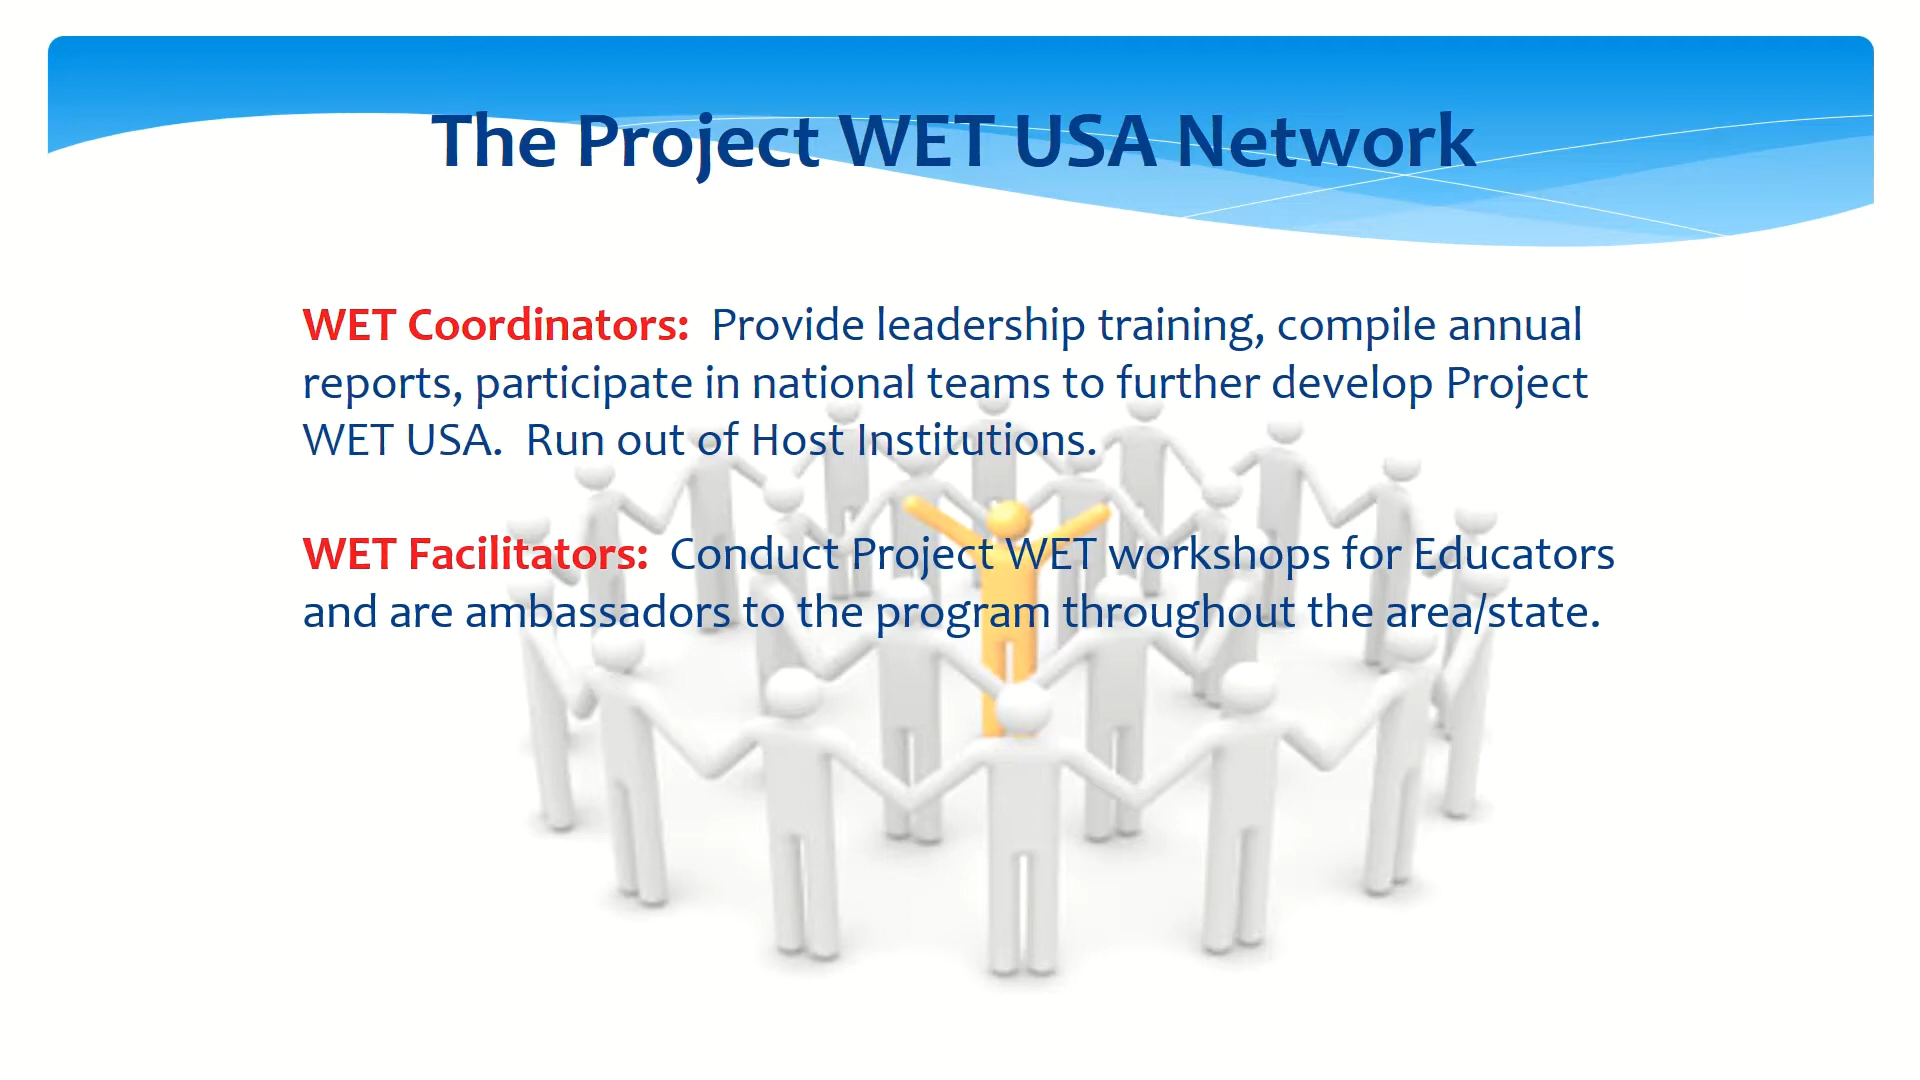 The Project WET USA Network
WET Coordinators:  Provide leadership training, compile annual
reports, participate in national teams to further develop Project
WET USA.  Run out of Host Institutions.
WET Facilitators:  Conduct Project WET workshops for Educators
and are ambassadors to the program throughout the area/state.